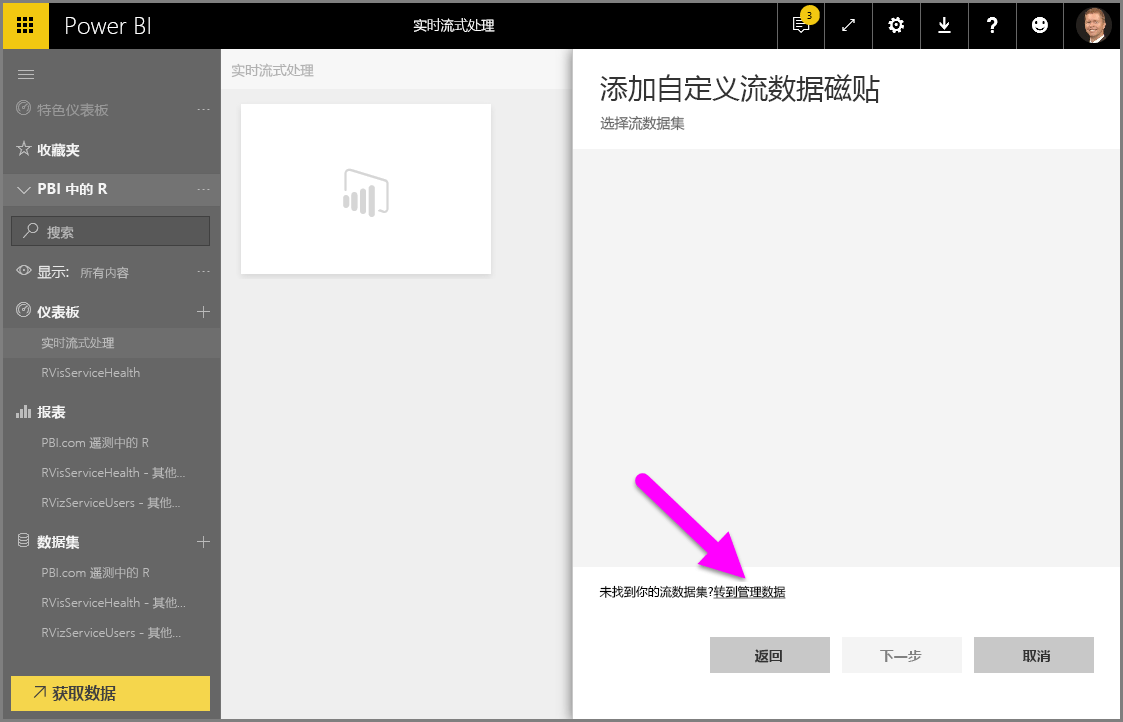 Power BI
实时流式处理
3
特色仪表板
收藏夹
PBI 中的 R
搜索
显示: 所有内容
仪表板
实时流式处理
RVisServiceHealth
报表
PBI.com 遥测中的 R
RVisServiceHealth - 其他...
RVizServiceUsers - 其他...
数据集
PBI.com 遥测中的 R
RVisServiceHealth - 其他...
RVizServiceUsers - 其他...
获取数据
实时流式处理
添加自定义流数据磁贴
选择流数据集
未找到你的流数据集?转到管理数据
返回
下一步
取消